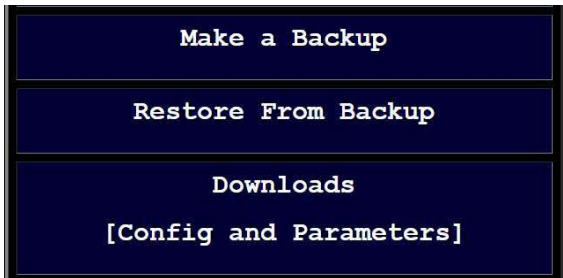 Make a Backup
Restore From Backup
Downloads
[Config and Parameters]